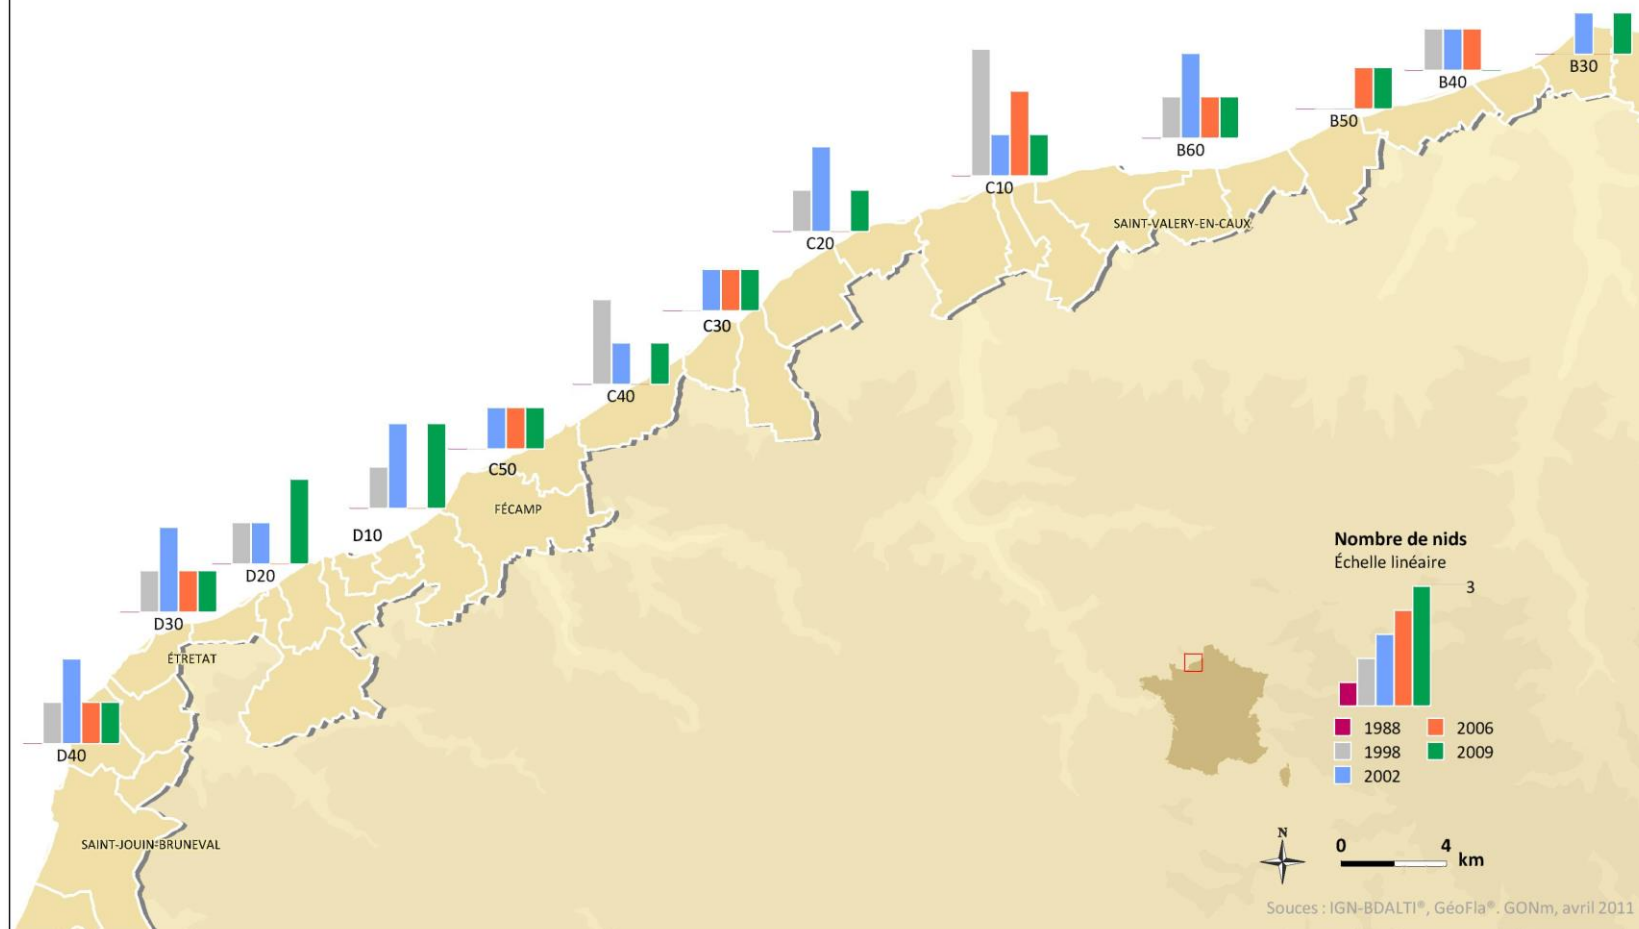 B30
B40
B50
B60
C10
SAINT-VALERY-EN-CAUX
C20
C30
C40
C50
FÉCAMP
D10
D20
D30
ÉTRETAT
D40
SAINT-JOUIN-BRUNEVAL
Nombre de nids
Échelle linéaire
3
1988
2006
1998
2009
2002
N
0 4 km
Souces : IGN-BDALTI®, GéoFla®. GONm, avril 2011